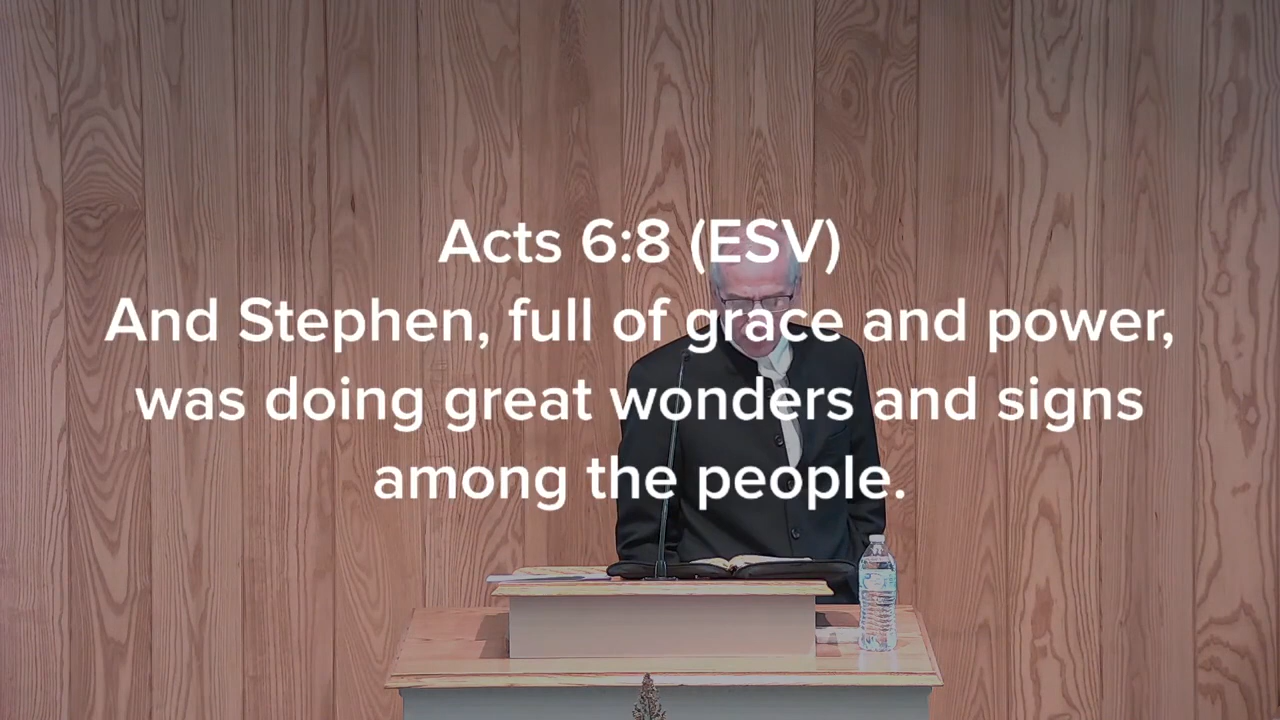 Acts 6:8 (ESV)
And Stephen, full of grace and power,
was doing great wonders and signs
among the people.